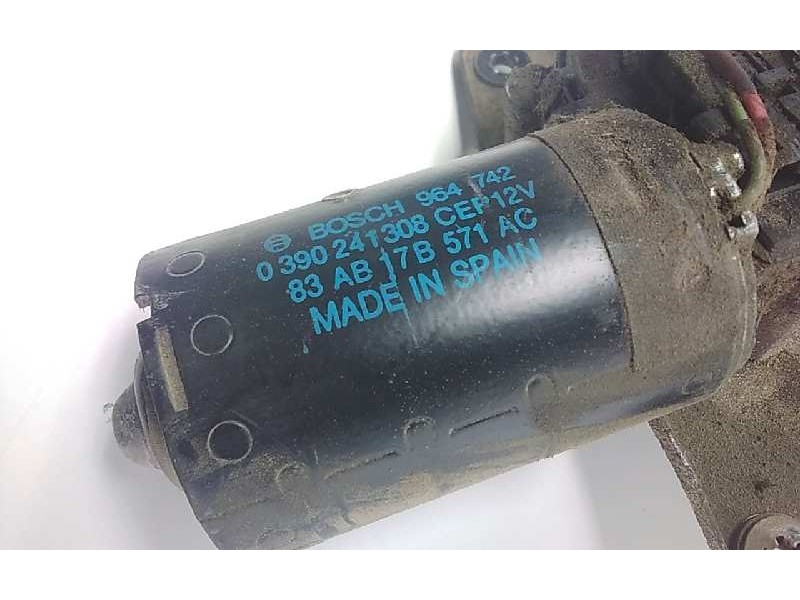 BOSCH 964 742
0 390 241 308 CEP 12V
83 AB 17B 571 AC
MADE IN SPAIN